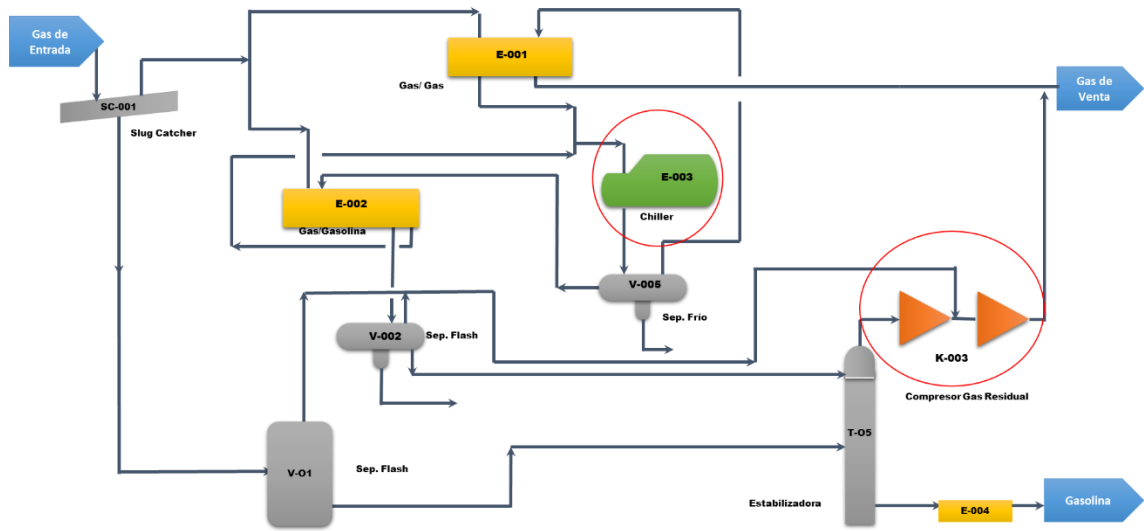 Gas de
Entrada
E-001
Gas/ Gas
Gas de
Venta
SC-001
Slug Catcher
E-003
Chiller
E-002
Gas/Gasolina
V-005
Sep. Frío
V-002
Sep. Flash
K-003
Compresor Gas Residual
T-O5
V-O1
Sep. Flash
Estabilizadora
E-004
Gasolina